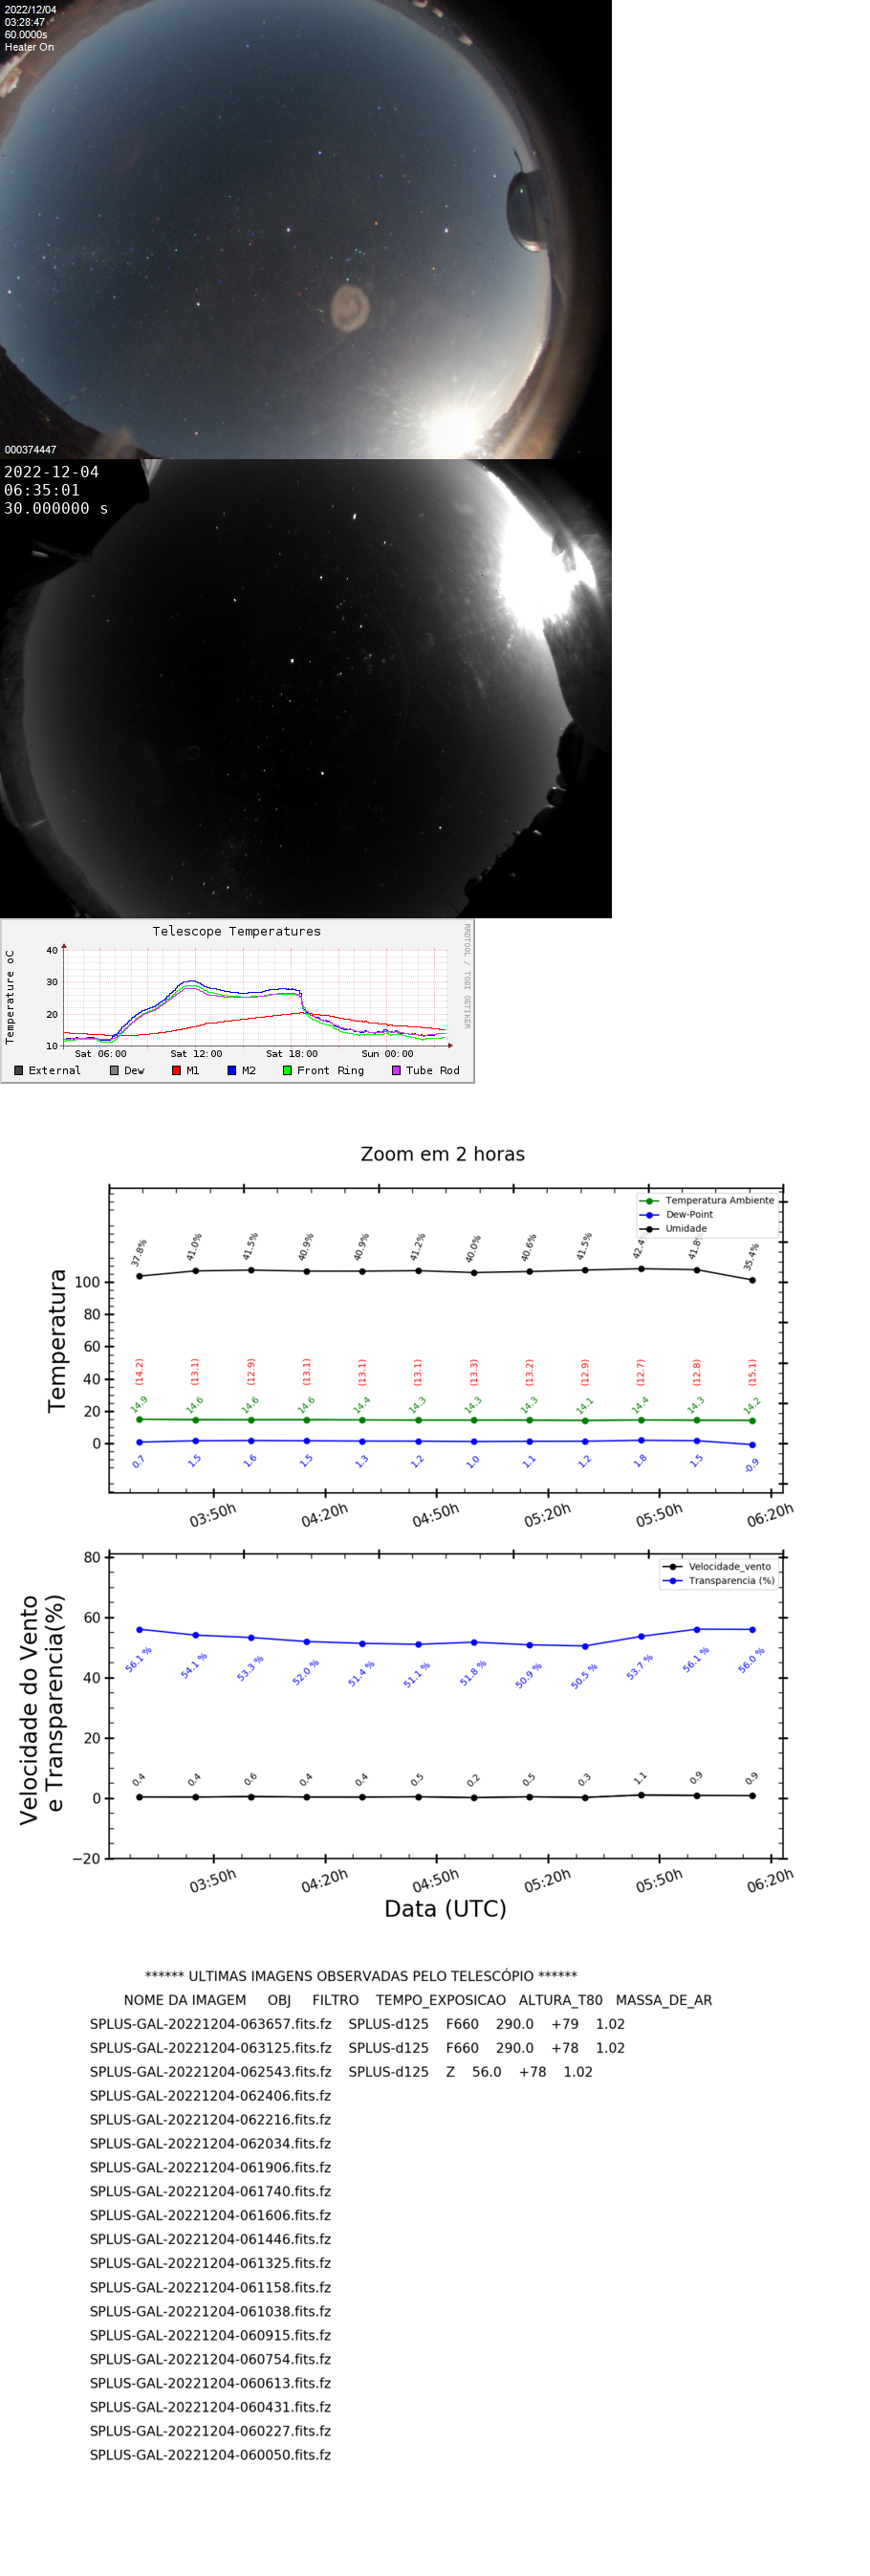 2022/12/04
03:28:47
60.0000s
Heater On
000374447
2022-12-04
06:35:01
30.000000 s
Telescope Temperatures
RRDTOOL / TOBI OETIKER
Temperature oC
40
30
20
10
Sat 06:00 Sat 12:00 Sat 18:00 Sun 00:00
External Dew M1 M2 Front Ring Tube Rod
Zoom em 2 horas
Temperatura Ambiente
Dew-Point
Umidade
37.8% 41.0% 41.5% 40.9% 40.9% 41.2% 40.0% 40.6% 41.5% 42.4 41.8% 35.4%
Temperatura
100
80
60
40
20
0
(14.2) (13.1) (12.9) (13.1) (13.1) (13.1) (13.3) (13.2) (12.9) (12.7) (12.8) (15.1)
14.9 14.6 14.6 14.6 14.4 14.3 14.3 14.3 14.1 14.4 14.3 14.2
0.7 1.5 1.6 1.5 1.3 1.2 1.0 1.1 1.2 1.8 1.5 -0.9
03:50h 04:20h 04:50h 05:20h 05:50h 06:20h
Velocidade_vento
Transparencia (%)
Velocidade do Vento
e Transparencia(%)
80
60
40
20
0
−20
56.1 % 54.1 % 53.3 % 52.0 % 51.4 % 51.1 % 51.8 % 50.9 % 50.5 % 53.7 % 56.1 % 56.0 %
0.4 0.4 0.6 0.4 0.4 0.5 0.2 0.5 0.3 1.1 0.9 0.9
03:50h 04:20h 04:50h 05:20h 05:50h 06:20h
Data (UTC)
****** ULTIMAS IMAGENS OBSERVADAS PELO TELESCÓPIO ******
NOME DA IMAGEM OBJ FILTRO TEMPO_EXPOSICAO ALTURA_T80 MASSA_DE_AR
SPLUS-GAL-20221204-063657.fits.fz SPLUS-d125 F660 290.0 +79 1.02
SPLUS-GAL-20221204-063125.fits.fz SPLUS-d125 F660 290.0 +78 1.02
SPLUS-GAL-20221204-062543.fits.fz SPLUS-d125 Z 56.0 +78 1.02
SPLUS-GAL-20221204-062406.fits.fz
SPLUS-GAL-20221204-062216.fits.fz
SPLUS-GAL-20221204-062034.fits.fz
SPLUS-GAL-20221204-061906.fits.fz
SPLUS-GAL-20221204-061740.fits.fz
SPLUS-GAL-20221204-061606.fits.fz
SPLUS-GAL-20221204-061446.fits.fz
SPLUS-GAL-20221204-061325.fits.fz
SPLUS-GAL-20221204-061158.fits.fz
SPLUS-GAL-20221204-061038.fits.fz
SPLUS-GAL-20221204-060915.fits.fz
SPLUS-GAL-20221204-060754.fits.fz
SPLUS-GAL-20221204-060613.fits.fz
SPLUS-GAL-20221204-060431.fits.fz
SPLUS-GAL-20221204-060227.fits.fz
SPLUS-GAL-20221204-060050.fits.fz